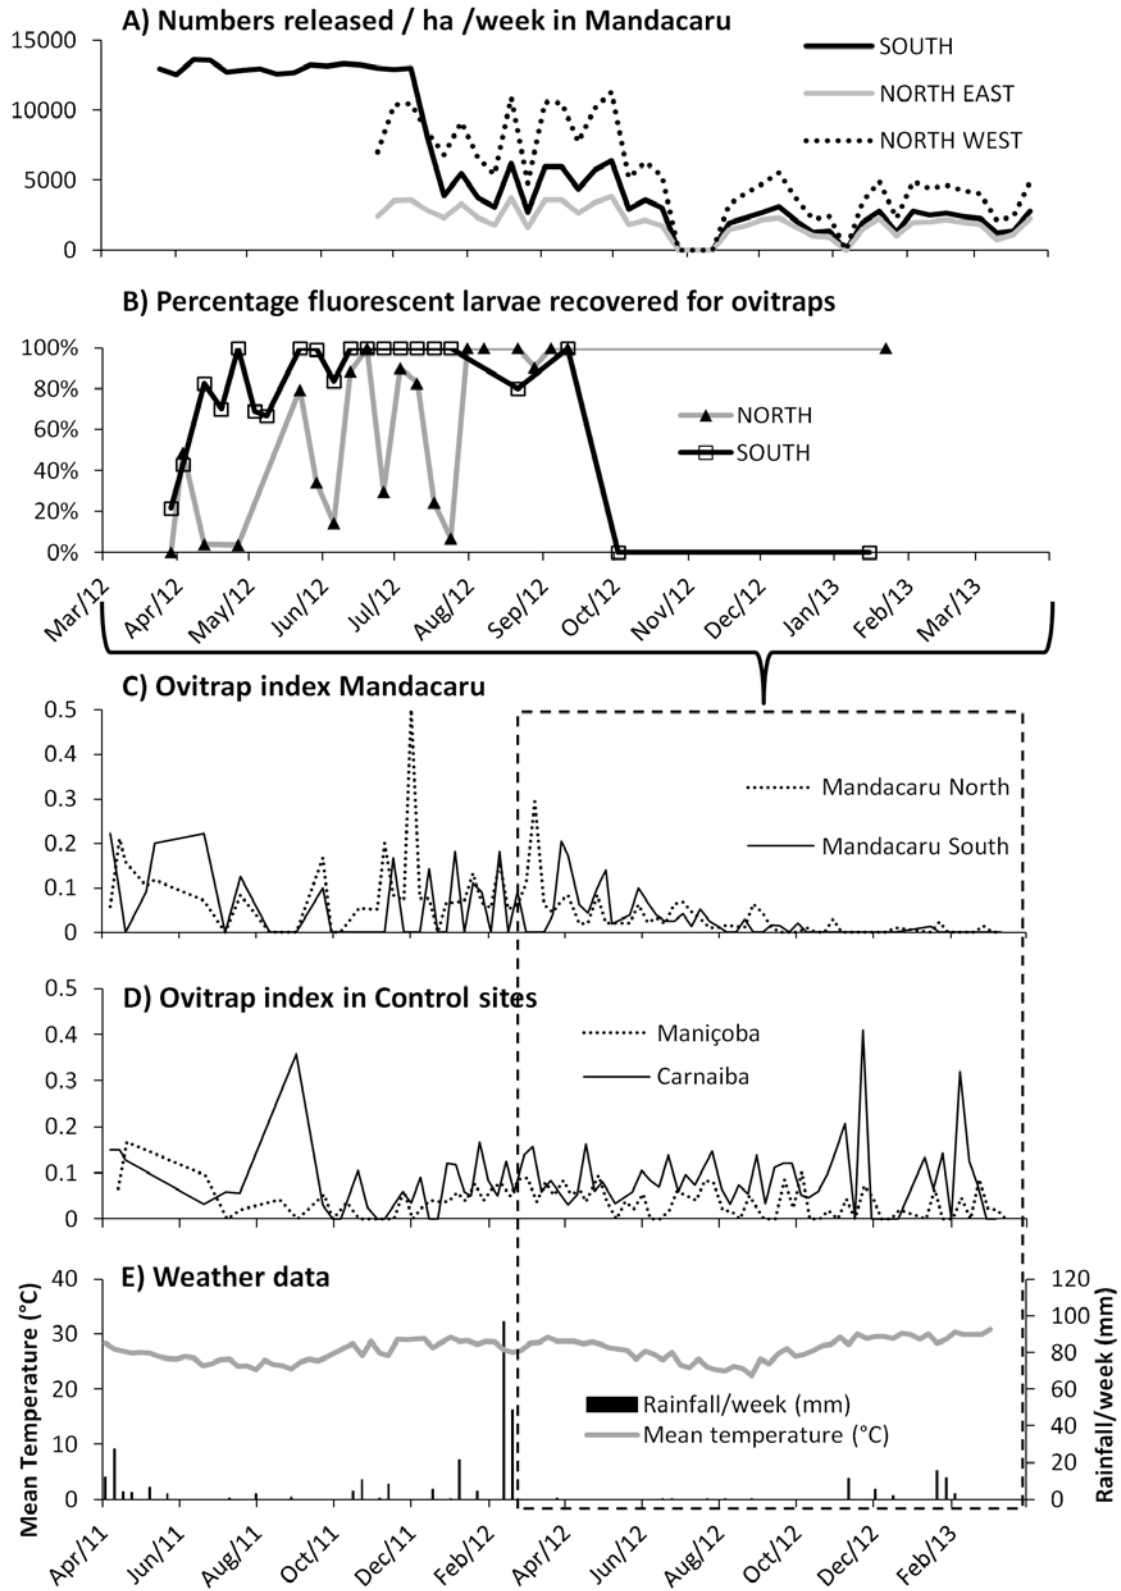 A) Numbers released / ha /week in Mandacaru
15000
10000
5000
0
SOUTH
NORTH EAST
NORTH WEST
B) Percentage fluorescent larvae recovered for ovitraps
100%
80%
60%
40%
20%
0%
NORTH
SOUTH
Mar/12 Apr/12 May/12 Jun/12 Jul/12 Aug/12 Sep/12 Oct/12 Nov/12 Dec/12 Jan/13 Feb/13 Mar/13
C) Ovitrap index Mandacaru
0.5
0.4
0.3
0.2
0.1
0
Mandacaru North
Mandacaru South
D) Ovitrap index in Control sites
0.5
0.4
0.3
0.2
0.1
0
Maniçoba
Carnaiba
E) Weather data
Mean Temperature (°C)
40
30
20
10
0
Rainfall/week (mm)
Mean temperature (°C)
120
100
80
60
40
20
0
Rainfall/week (mm)
Apr/11 Jun/11 Aug/11 Oct/11 Dec/11 Feb/12 Apr/12 Jun/12 Aug/12 Oct/12 Dec/12 Feb/13